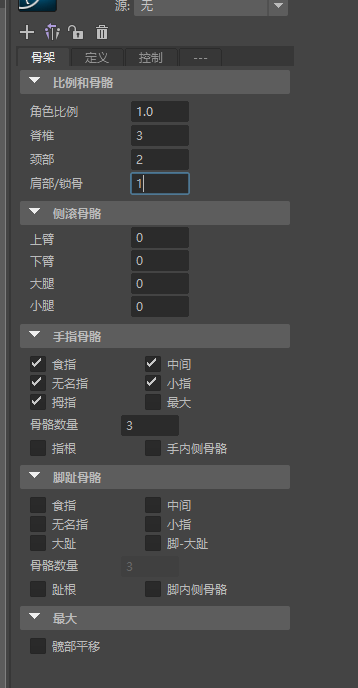 源: 无
骨架 定义 控制 ---
比例和骨骼
角色比例 1.0
脊椎 3
颈部 2
肩部/锁骨 1
侧滚骨骼
上臂 0
下臂 0
大腿 0
小腿 0
手指骨骼
食指 中间
无名指 小指
拇指 最大
骨骼数量 3
指根 手内侧骨骼
脚趾骨骼
食指 中间
无名指 小指
大趾 脚-大趾
骨骼数量 3
趾根 脚内侧骨骼
最大
髋部平移